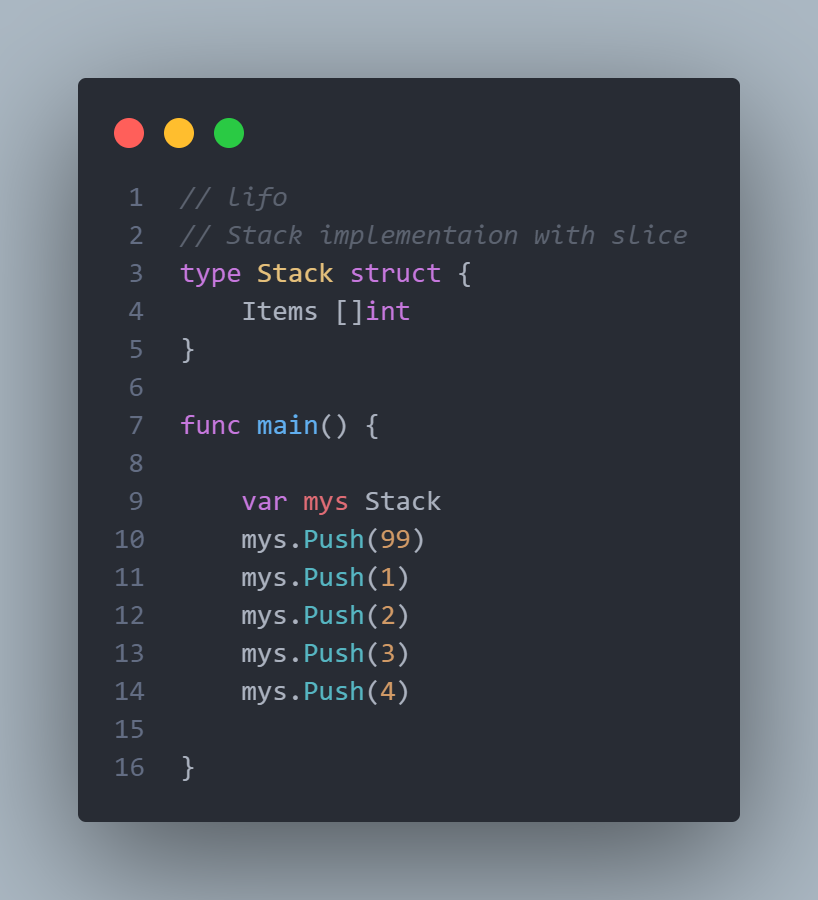 1 // lifo
2 // Stack implementaion with slice
3 type Stack struct {
4     Items []int
5 }
6
7 func main() {
8
9     var mys Stack
10     mys.Push(99)
11     mys.Push(1)
12     mys.Push(2)
13     mys.Push(3)
14     mys.Push(4)
15
16 }